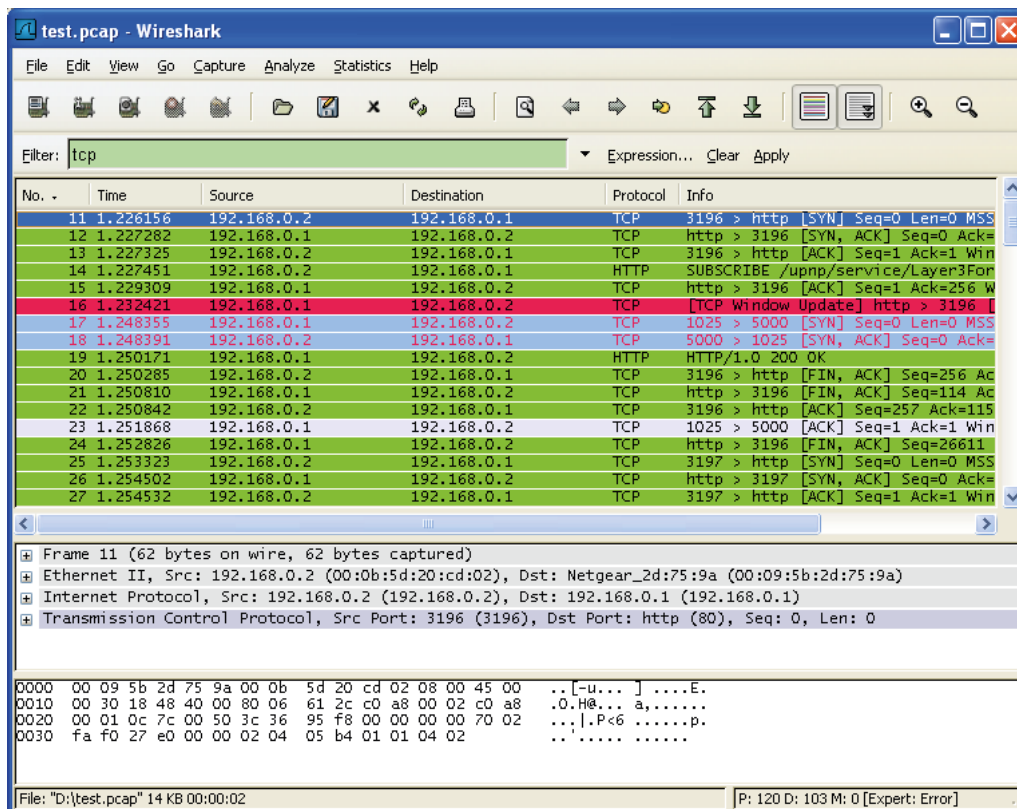 test.pcap - Wireshark
File Edit View Go Capture Analyze Statistics Help
Filter: tcp Expression... Clear Apply
No. Time Source Destination Protocol Info
11 1.226156 192.168.0.2 192.168.0.1 TCP 3196 > http [SYN] Seq=0 Len=0 MSS
12 1.227282 192.168.0.1 192.168.0.2 TCP http > 3196 [SYN, ACK] Seq=0 Ack=
13 1.227325 192.168.0.2 192.168.0.1 TCP 3196 > http [ACK] Seq=1 Ack=1 Win
14 1.227451 192.168.0.2 192.168.0.1 HTTP SUBSCRIBE /upnp/service/Layer3For
15 1.229309 192.168.0.1 192.168.0.2 TCP http > 3196 [ACK] Seq=1 Ack=256 W
16 1.232421 192.168.0.1 192.168.0.2 TCP [TCP Window Update] http > 3196 [
17 1.248355 192.168.0.1 192.168.0.2 TCP 1025 > 5000 [SYN] Seq=0 Len=0 MSS
18 1.248391 192.168.0.2 192.168.0.1 TCP 5000 > 1025 [SYN, ACK] Seq=0 Ack=
19 1.250171 192.168.0.1 192.168.0.2 HTTP HTTP/1.0 200 OK
20 1.250285 192.168.0.2 192.168.0.1 TCP 3196 > http [FIN, ACK] Seq=256 Ac
21 1.250810 192.168.0.1 192.168.0.2 TCP http > 3196 [FIN, ACK] Seq=114 Ac
22 1.250842 192.168.0.2 192.168.0.1 TCP 3196 > http [ACK] Seq=257 Ack=115
23 1.251868 192.168.0.1 192.168.0.2 TCP 1025 > 5000 [ACK] Seq=1 Ack=1 Win
24 1.252826 192.168.0.1 192.168.0.2 TCP http > 3196 [FIN, ACK] Seq=26611
25 1.253323 192.168.0.2 192.168.0.1 TCP 3197 > http [SYN] Seq=0 Len=0 MSS
26 1.254502 192.168.0.1 192.168.0.2 TCP http > 3197 [SYN, ACK] Seq=0 Ack=
27 1.254532 192.168.0.2 192.168.0.1 TCP 3197 > http [ACK] Seq=1 Ack=1 Win
Frame 11 (62 bytes on wire, 62 bytes captured)
Ethernet II, Src: 192.168.0.2 (00:0b:5d:20:cd:02), Dst: Netgear_2d:75:9a (00:09:5b:2d:75:9a)
Internet Protocol, Src: 192.168.0.2 (192.168.0.2), Dst: 192.168.0.1 (192.168.0.1)
Transmission Control Protocol, Src Port: 3196 (3196), Dst Port: http (80), Seq: 0, Len: 0
0000 00 09 5b 2d 75 9a 00 0b 5d 20 cd 02 08 00 45 00 ..[-u... ] ....E.
0010 00 30 18 48 40 00 80 06 61 2c c0 a8 00 02 c0 a8 .0.H@... a,......
0020 00 01 0c 7c 00 50 3c 36 95 f8 00 00 00 00 70 02 ...|.P<6 ......p.
0030 fa f0 27 e0 00 00 02 04 05 b4 01 01 04 02 ..'..... ......
File: "D:\test.pcap" 14 KB 00:00:02 P: 120 D: 103 M: 0 [Expert: Error]